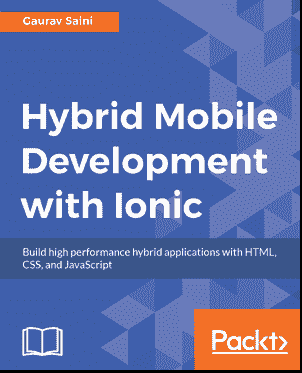 Gaurav Saini
Hybrid Mobile
Development
with Ionic
Build high performance hybrid applications with HTML,
CSS, and JavaScript
Packt>